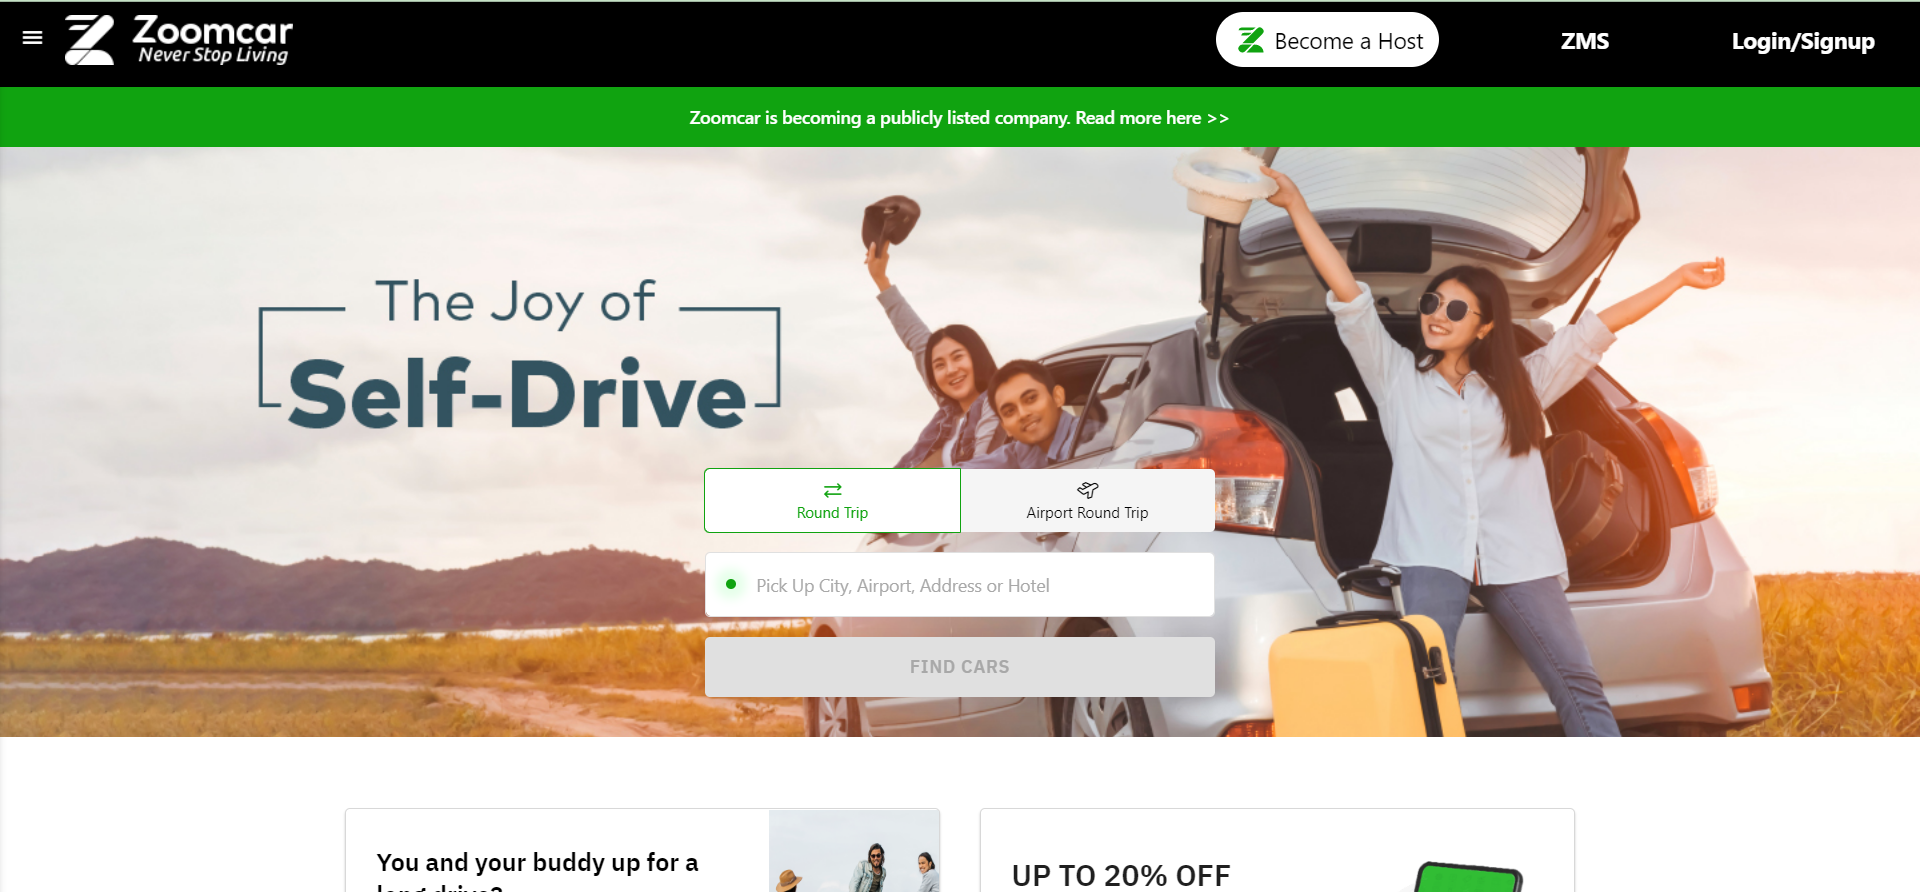 Zoomcar
Never Stop Living
Become a Host
ZMS
Login/Signup
Zoomcar is becoming a publicly listed company. Read more here >>
The Joy of
Self-Drive
Round Trip
Airport Round Trip
Pick Up City, Airport, Address or Hotel
FIND CARS
You and your buddy up for a
long drive?
UP TO 20% OFF